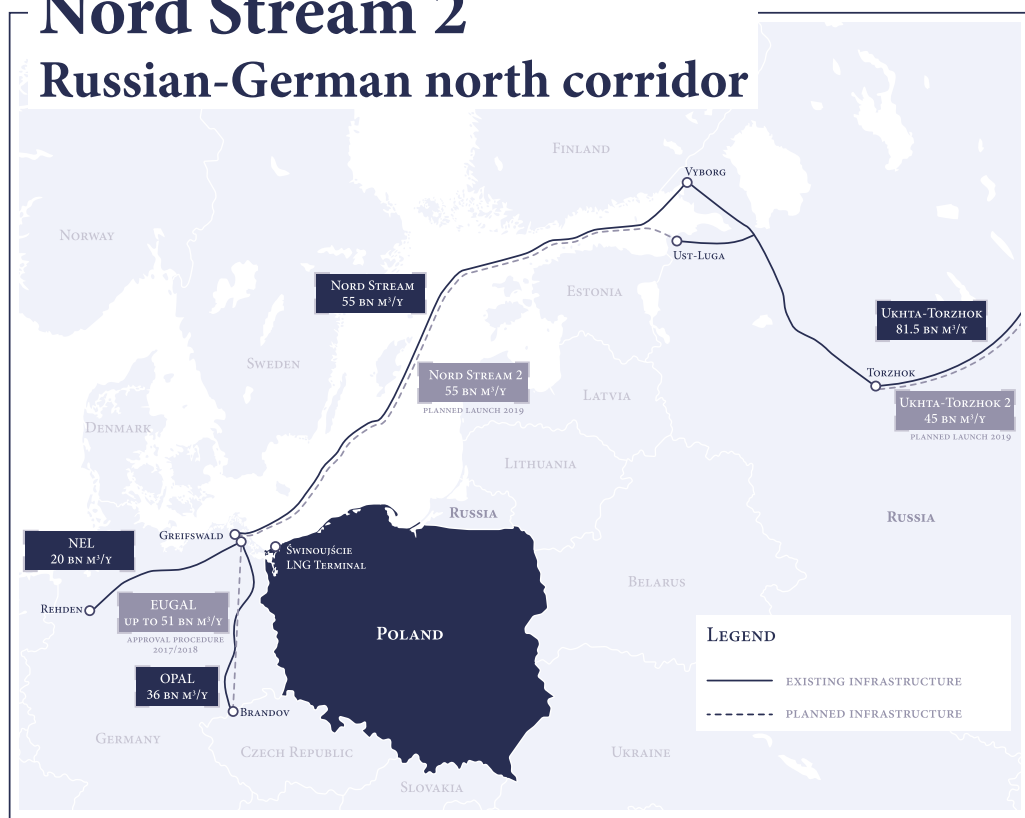 Nord Stream 2
Russian-German north corridor
Finland
Vyborg
Norway
Ust-Luga
Nord Stream
55 bn m³/y
Estonia
Ukhta-Torzhok
81.5 bn m³/y
Sweden
Nord Stream 2
55 bn m³/y
planned launch 2019
Torzhok
Latvia
Ukhta-Torzhok 2
45 bn m³/y
planned launch 2019
Denmark
Lithuania
Russia
Russia
Greifswald
NEL
20 bn m³/y
Świnoujście
LNG Terminal
Belarus
Rehden
EUGAL
up to 51 bn m³/y
approval procedure
2017/2018
Poland
Legend
existing infrastructure
planned infrastructure
OPAL
36 bn m³/y
Brandov
Germany
Czech Republic
Ukraine
Slovakia